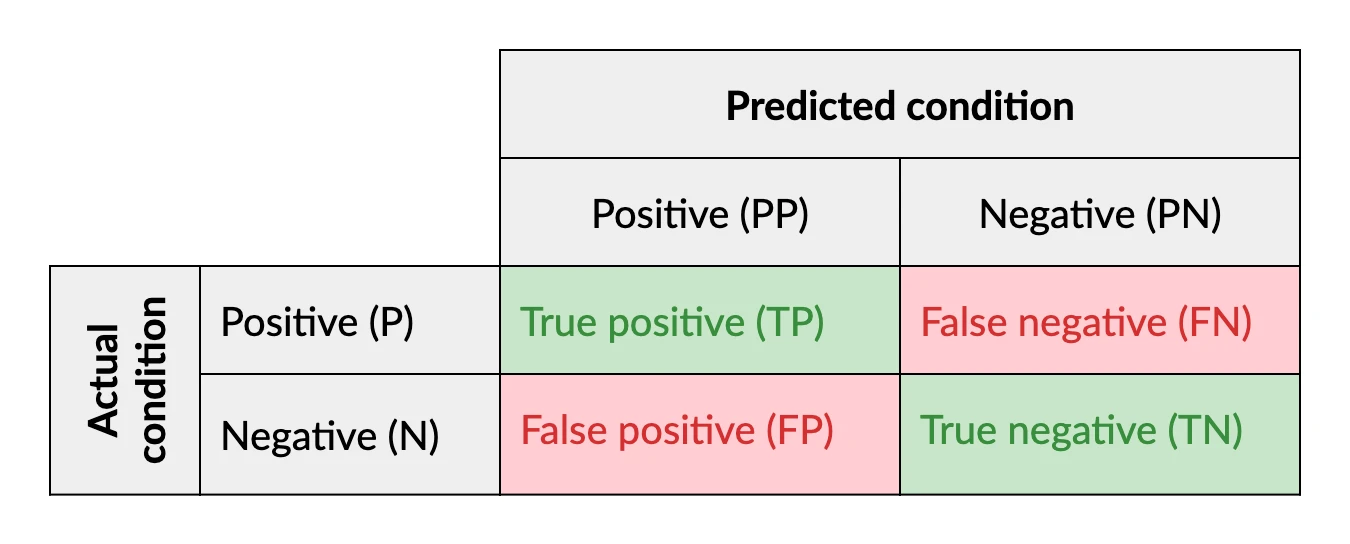 Predicted condition
Positive (PP)
Negative (PN)
Actual
condition
Positive (P)
True positive (TP)
False negative (FN)
Negative (N)
False positive (FP)
True negative (TN)